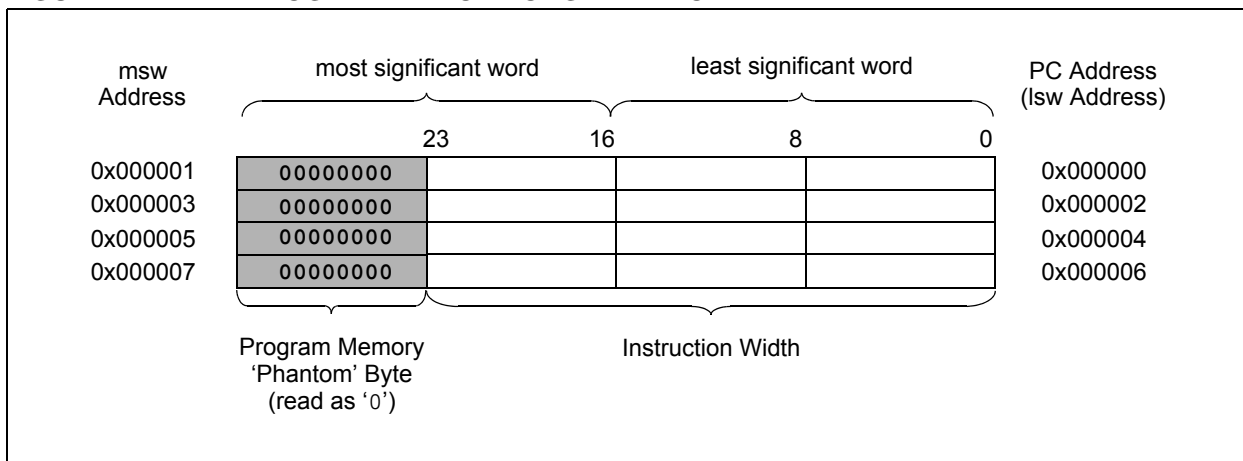 msw
Address
most significant word
least significant word
PC Address
(lsw Address)
23 16 8 0
0x000001 00000000 0x000000
0x000003 00000000 0x000002
0x000005 00000000 0x000004
0x000007 00000000 0x000006
Program Memory
‘Phantom’ Byte
(read as ‘0’)
Instruction Width